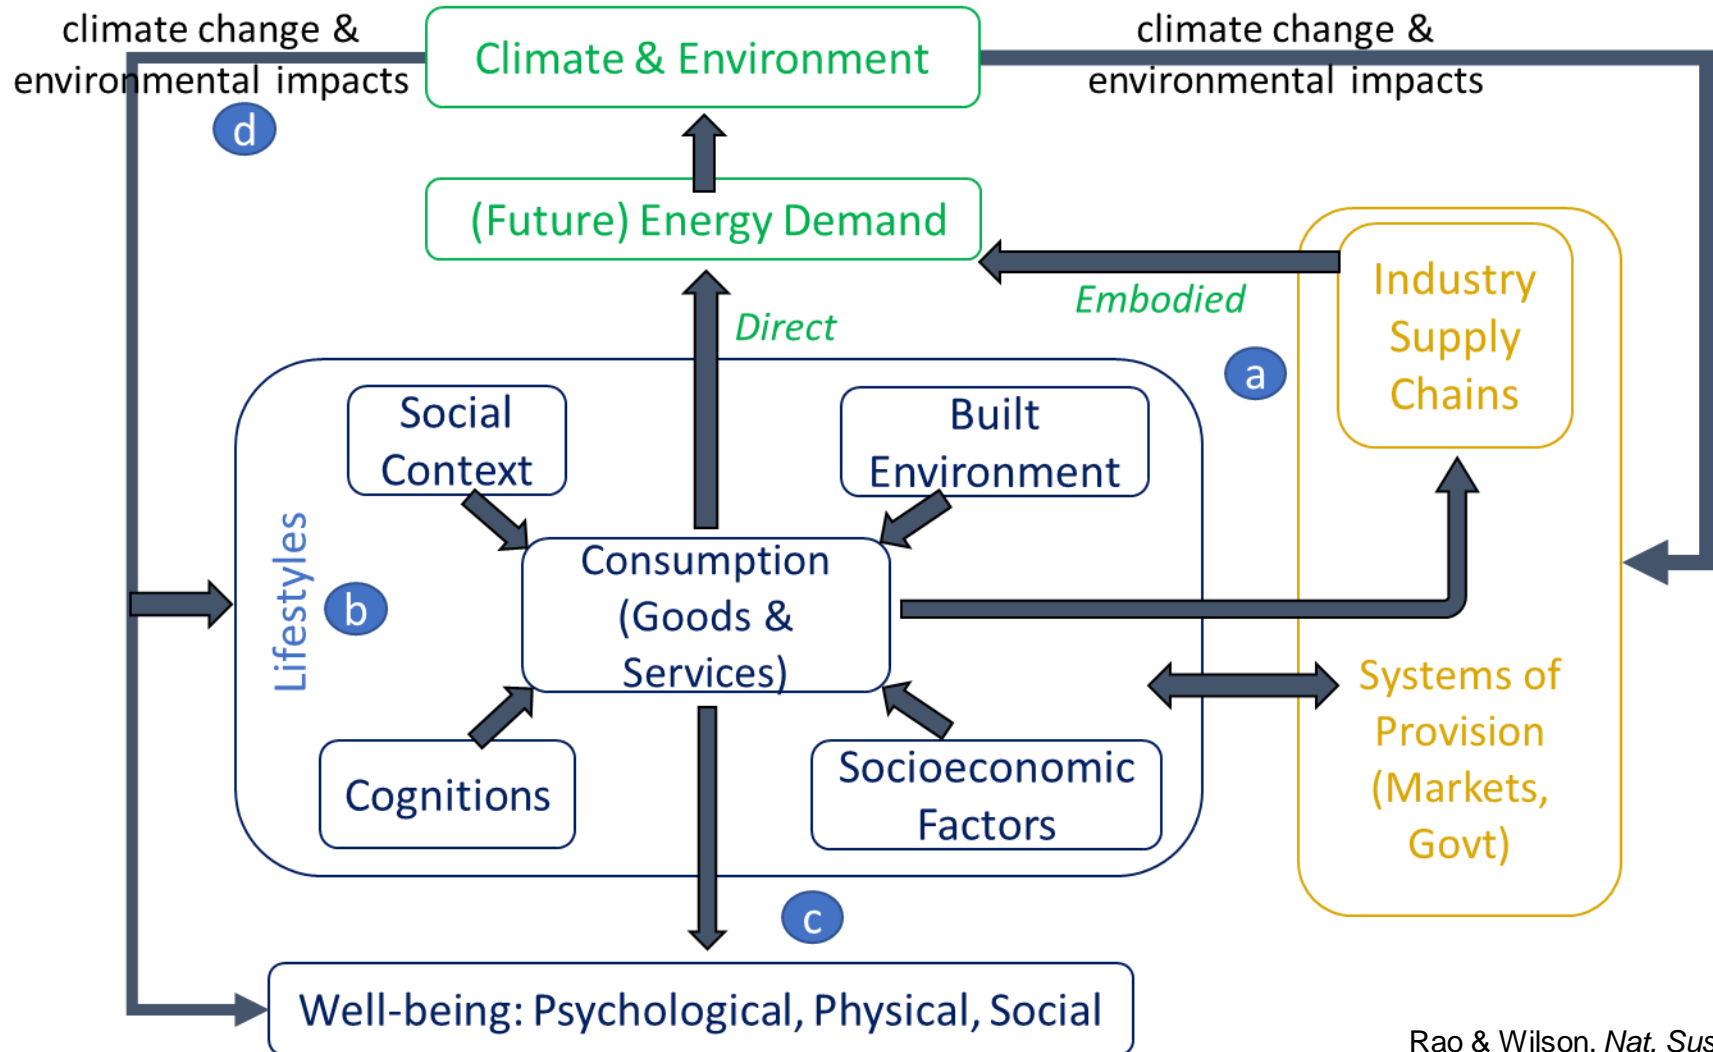 climate change &
environmental impacts
d
Climate & Environment
climate change &
environmental impacts
(Future) Energy Demand
Direct
Embodied
a
Industry
Supply
Chains
Social
Context
Built
Environment
Lifestyles
b
Consumption
(Goods &
Services)
Cognitions
Socioeconomic
Factors
Systems of
Provision
(Markets,
Govt)
c
Well-being: Psychological, Physical, Social
Rao & Wilson, Nat. Sus